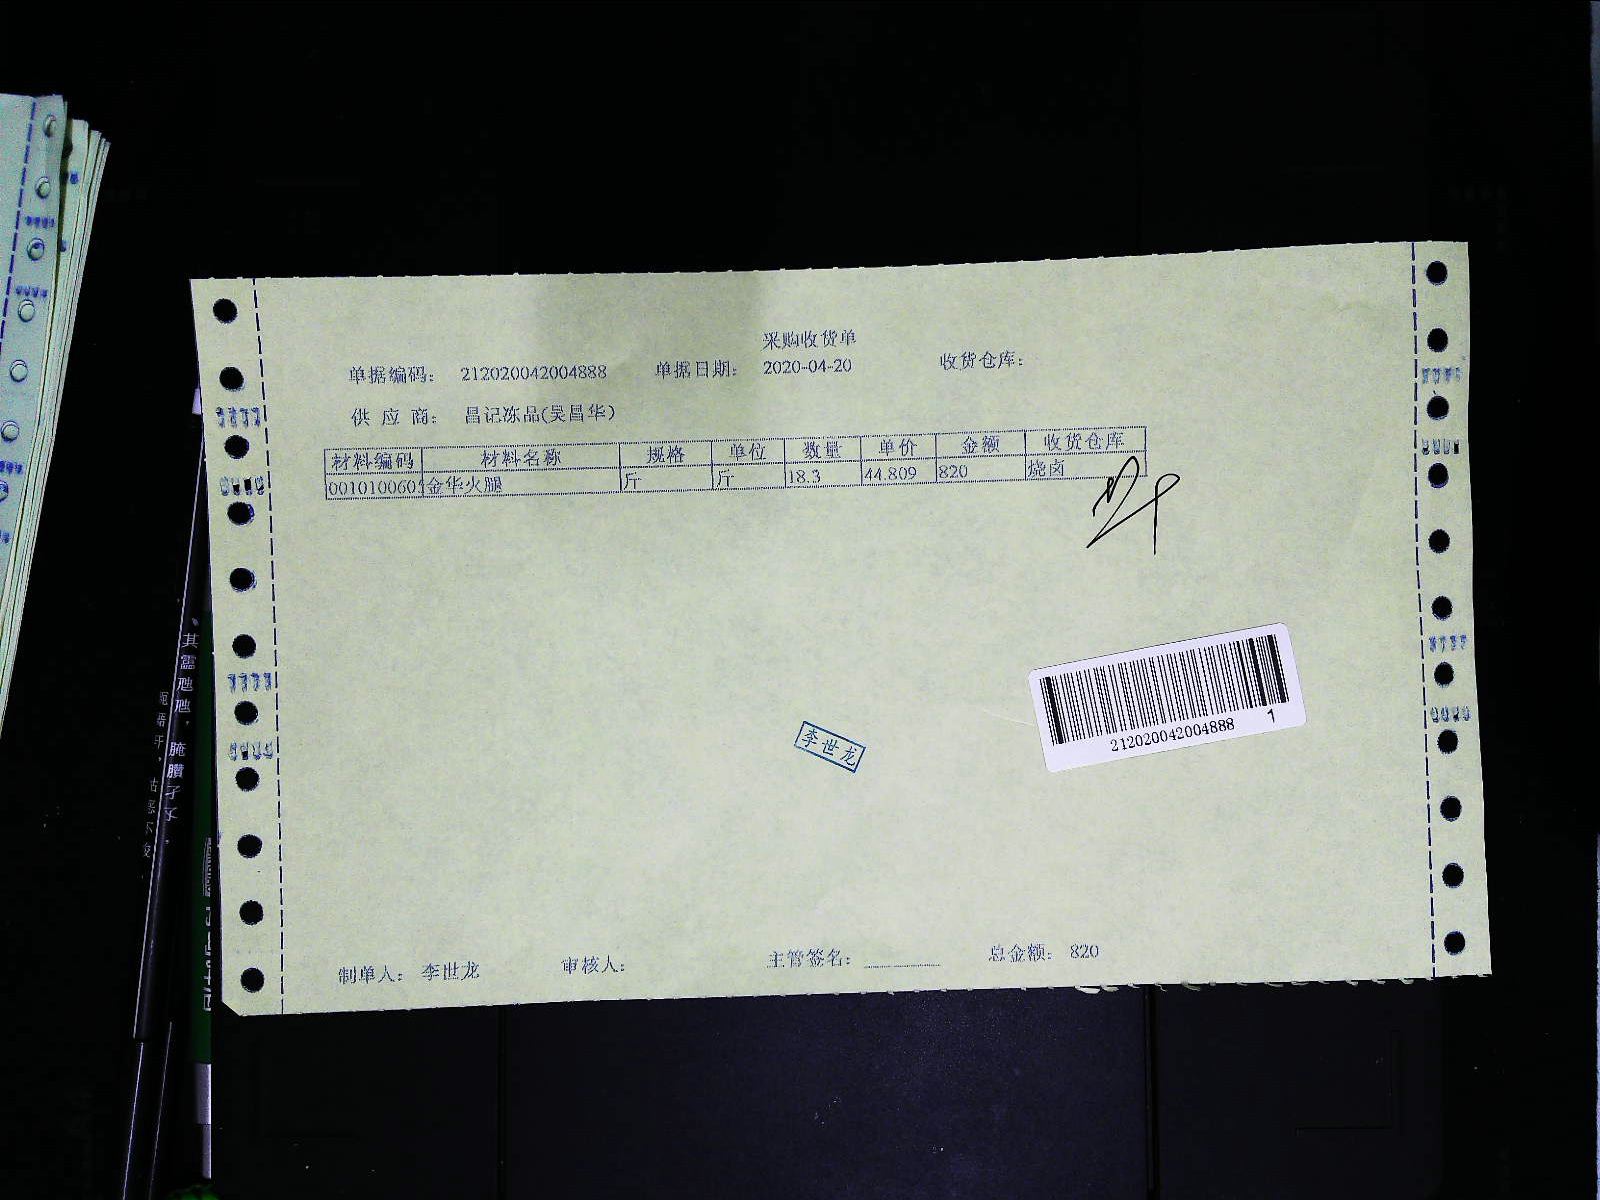 采购收货单
单据编码： 212020042004888 单据日期： 2020-04-20 收货仓库：
供 应 商： 昌记冻品(吴昌华)
材料编码 材料名称 规格 单位 数量 单价 金额 收货仓库
0010100601 金华火腿 斤 斤 18.3 44.809 820 烧卤
212020042004888 1
李世龙
制单人： 李世龙 审核人： 主管签名： 总金额： 820